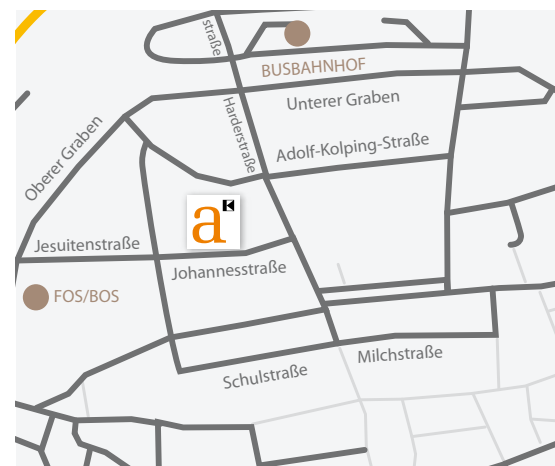 straße
BUSBAHNHOF
Unterer Graben
Harderstraße
Adolf-Kolping-Straße
Oberer Graben
a
Jesuitenstraße
Johannesstraße
FOS/BOS
Milchstraße
Schulstraße